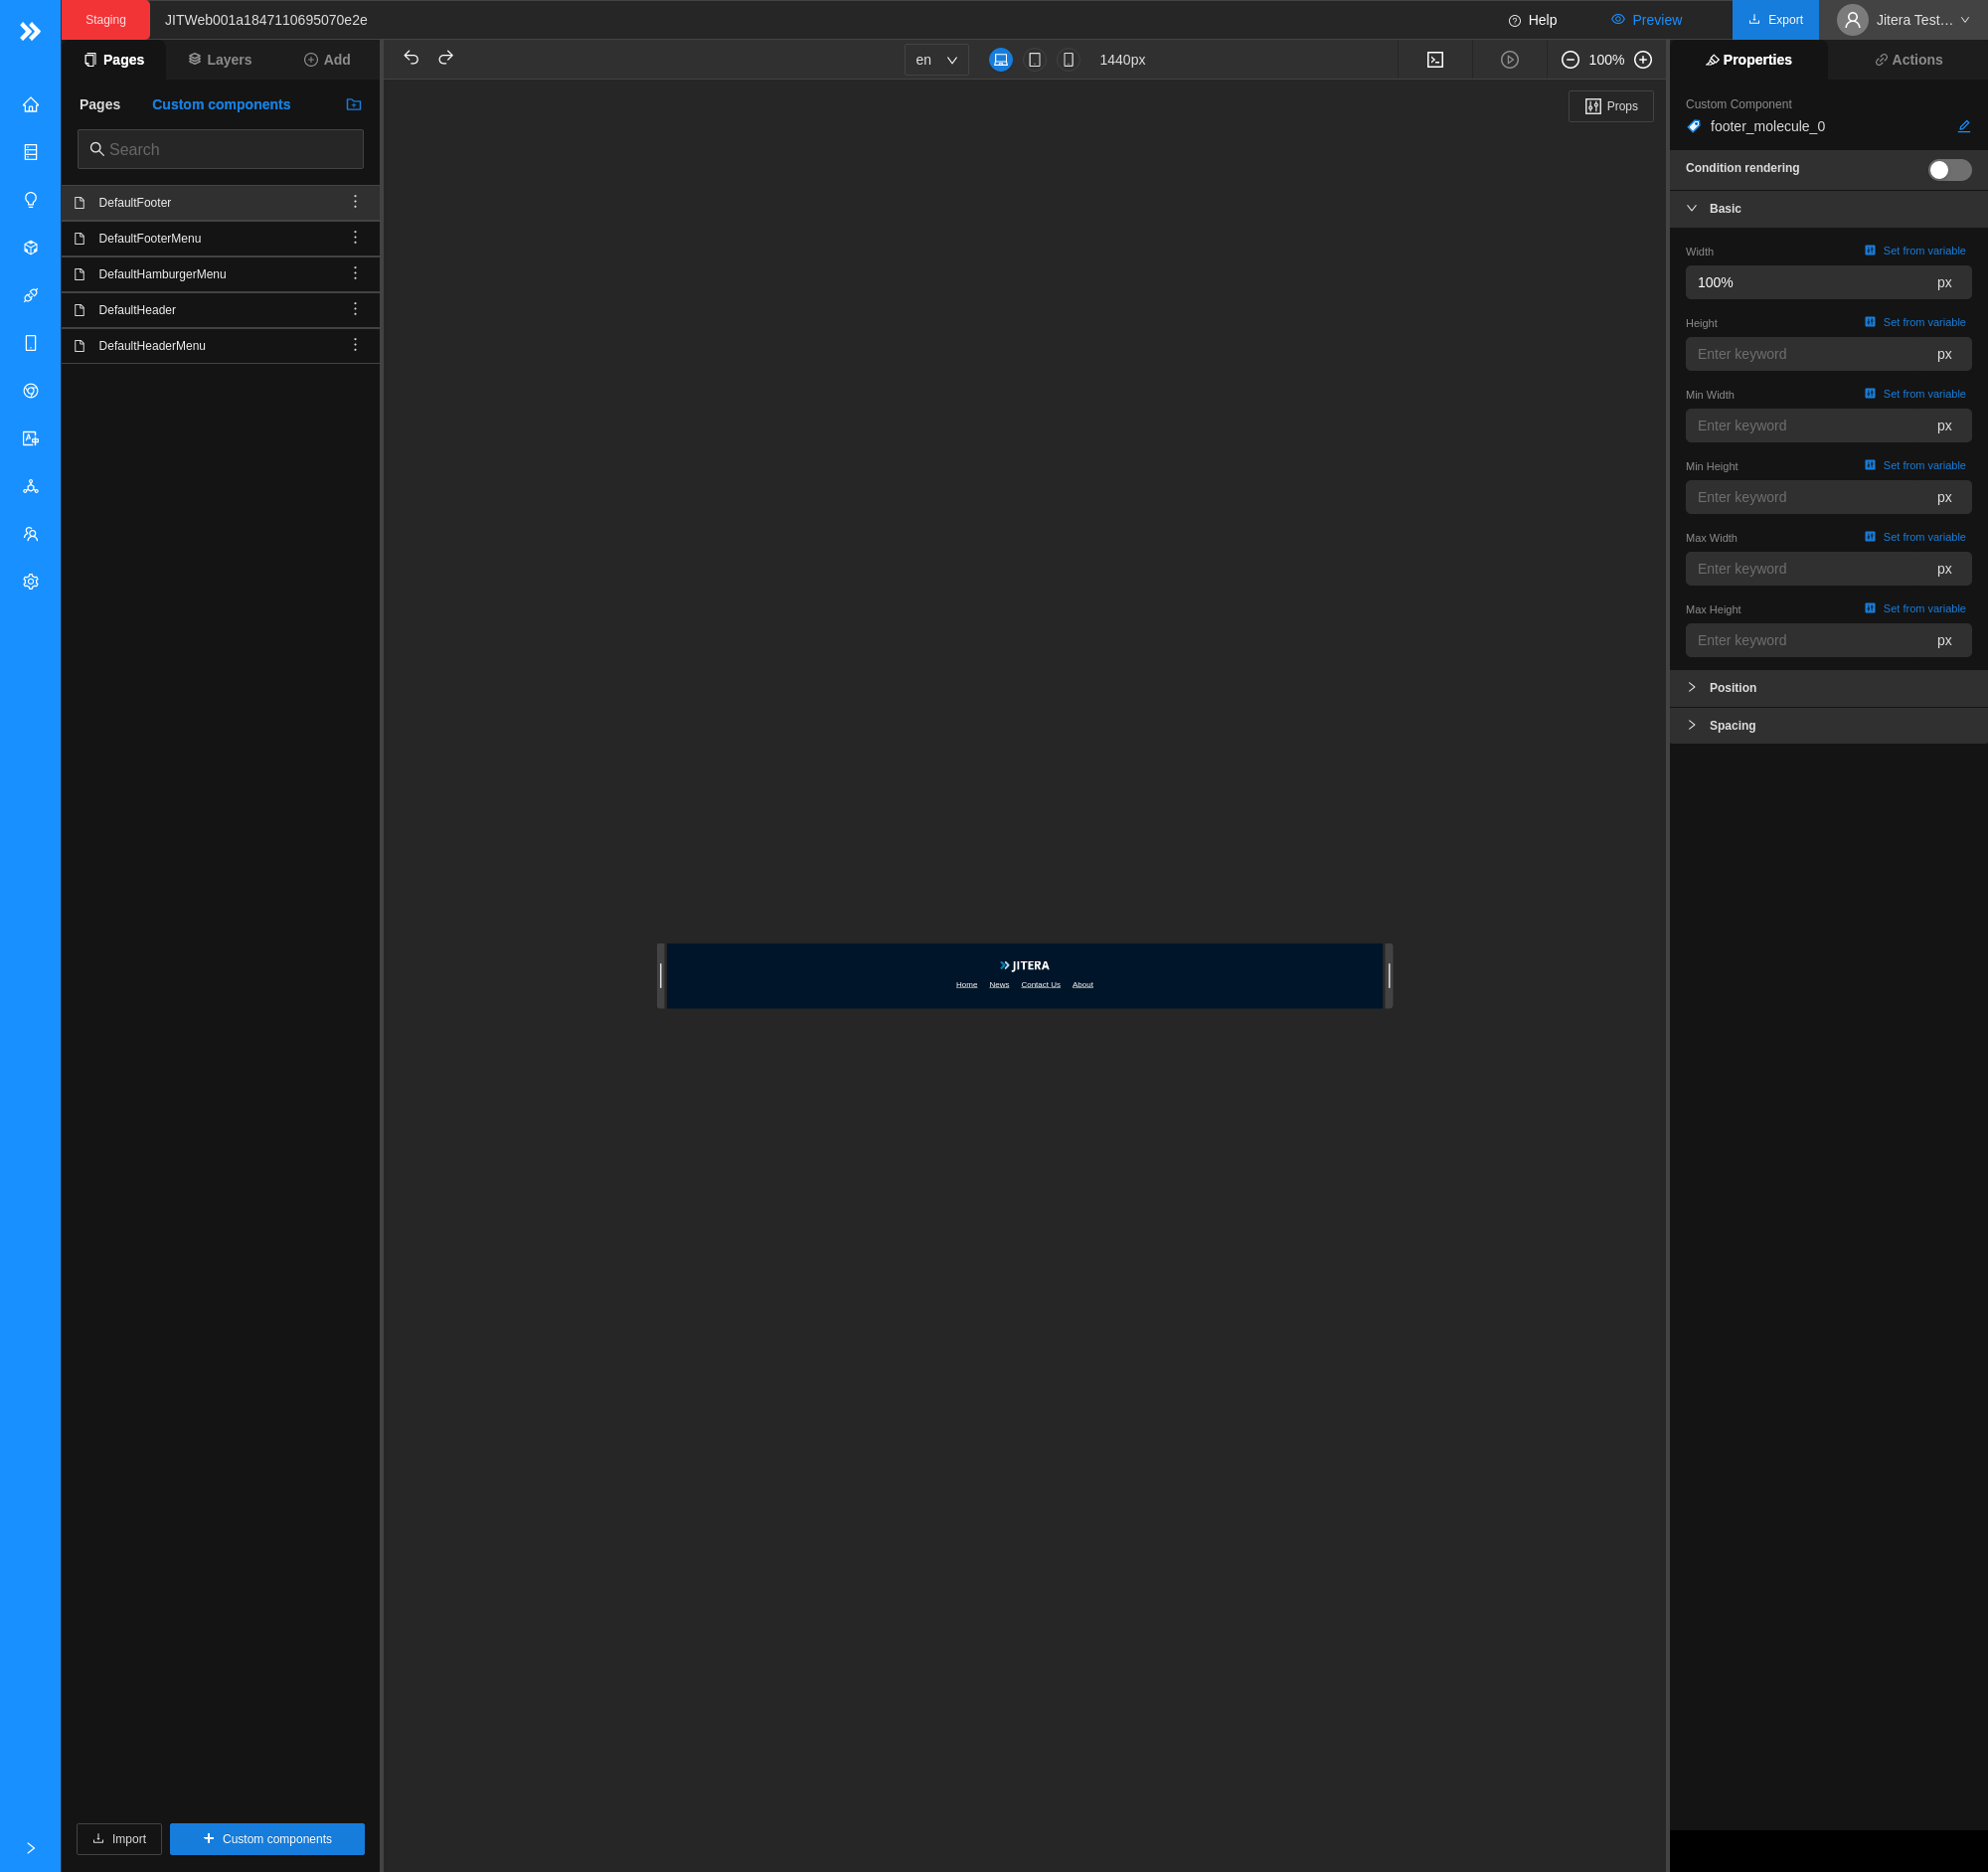 Staging
JITWeb001a1847110695070e2e
Help
Preview
Export
Jitera Test...
Pages
Layers
Add
en
1440px
100%
Properties
Actions
Pages
Custom components
Search
DefaultFooter
DefaultFooterMenu
DefaultHamburgerMenu
DefaultHeader
DefaultHeaderMenu
Import
Custom components
Props
JITERA
Home News Contact Us About
Custom Component
footer_molecule_0
Condition rendering
Basic
Width Set from variable
100% px
Height Set from variable
Enter keyword px
Min Width Set from variable
Enter keyword px
Min Height Set from variable
Enter keyword px
Max Width Set from variable
Enter keyword px
Max Height Set from variable
Enter keyword px
Position
Spacing